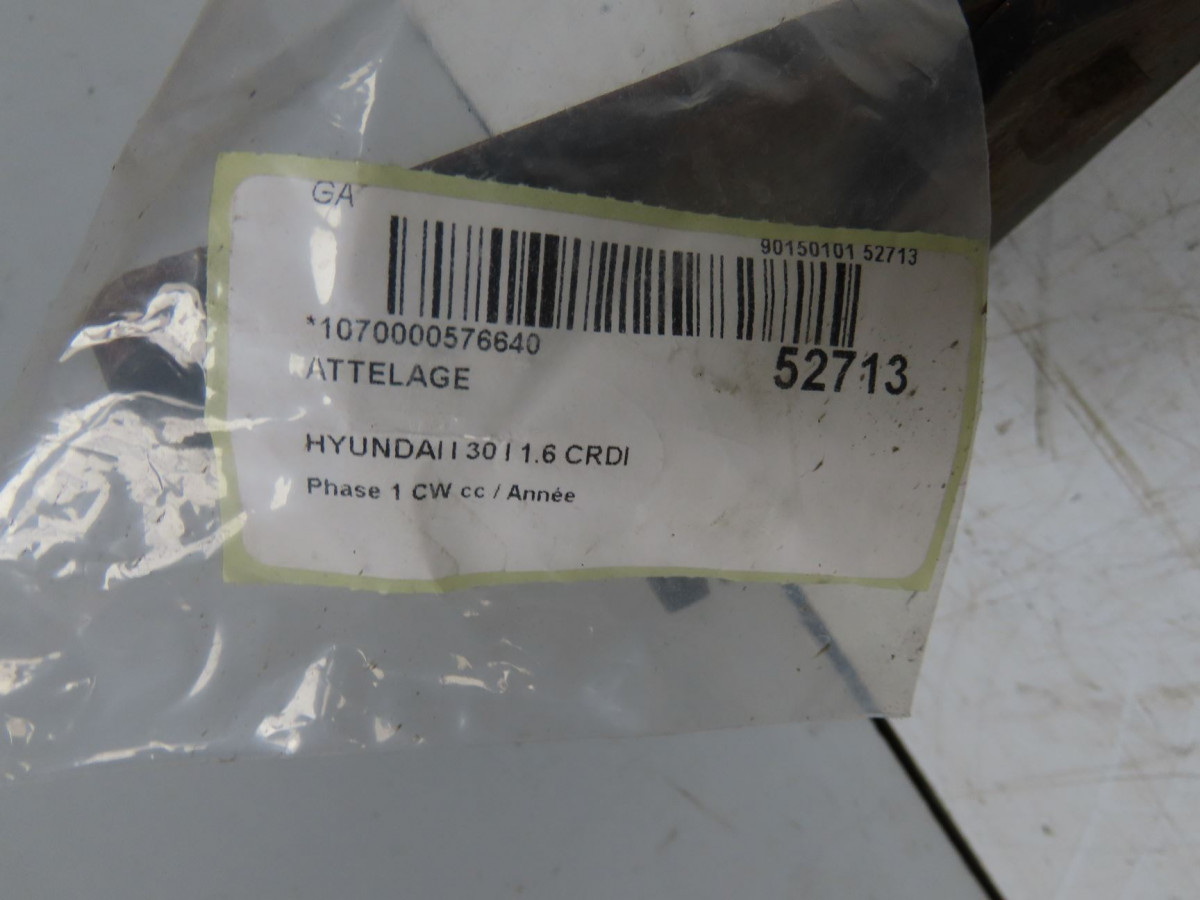 GA
90150101 52713
*1070000576640
52713
ATTELAGE
HYUNDAI I 30 I 1.6 CRDI
Phase 1 CW cc / Année